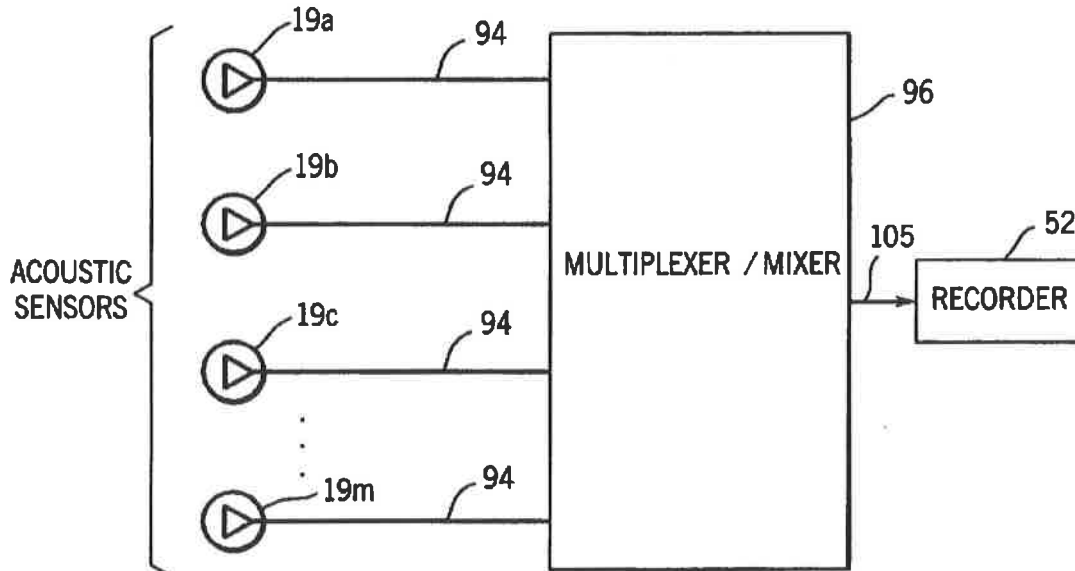 19a
94
96
19b
94
ACOUSTIC
SENSORS
MULTIPLEXER / MIXER
105
52
RECORDER
19c
94
19m
94